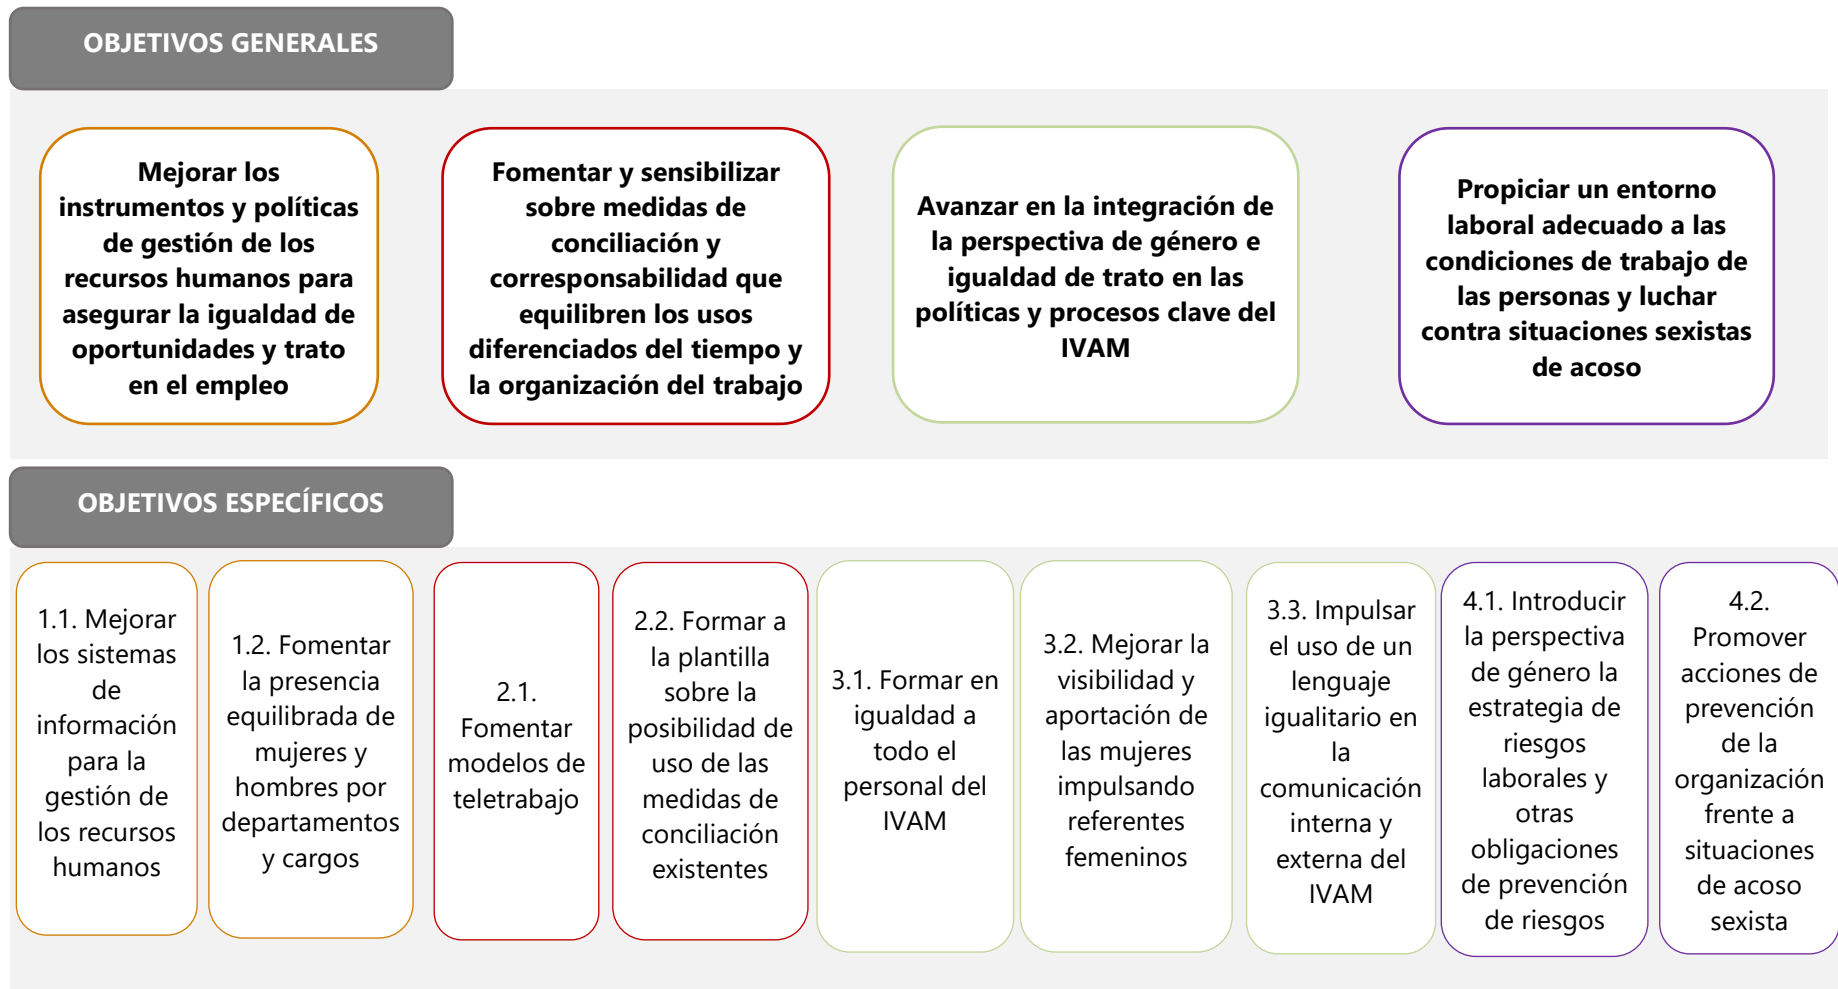 OBJETIVOS GENERALES
Mejorar los
instrumentos y políticas
de gestión de los
recursos humanos para
asegurar la igualdad de
oportunidades y trato
en el empleo
Fomentar y sensibilizar
sobre medidas de
conciliación y
corresponsabilidad que
equilibren los usos
diferenciados del tiempo y
la organización del trabajo
Avanzar en la integración de
la perspectiva de género e
igualdad de trato en las
políticas y procesos clave del
IVAM
Propiciar un entorno
laboral adecuado a las
condiciones de trabajo de
las personas y luchar
contra situaciones sexistas
de acoso
OBJETIVOS ESPECÍFICOS
1.1. Mejorar
los sistemas
de
información
para la
gestión de
los recursos
humanos
1.2. Fomentar
la presencia
equilibrada de
mujeres y
hombres por
departamentos
y cargos
2.1.
Fomentar
modelos de
teletrabajo
2.2. Formar a
la plantilla
sobre la
posibilidad de
uso de las
medidas de
conciliación
existentes
3.1. Formar en
igualdad a
todo el
personal del
IVAM
3.2. Mejorar la
visibilidad y
aportación de
las mujeres
impulsando
referentes
femeninos
3.3. Impulsar
el uso de un
lenguaje
igualitario en
la
comunicación
interna y
externa del
IVAM
4.1. Introducir
la perspectiva
de género la
estrategia de
riesgos
laborales y
otras
obligaciones
de prevención
de riesgos
4.2.
Promover
acciones de
prevención
de la
organización
frente a
situaciones
de acoso
sexista